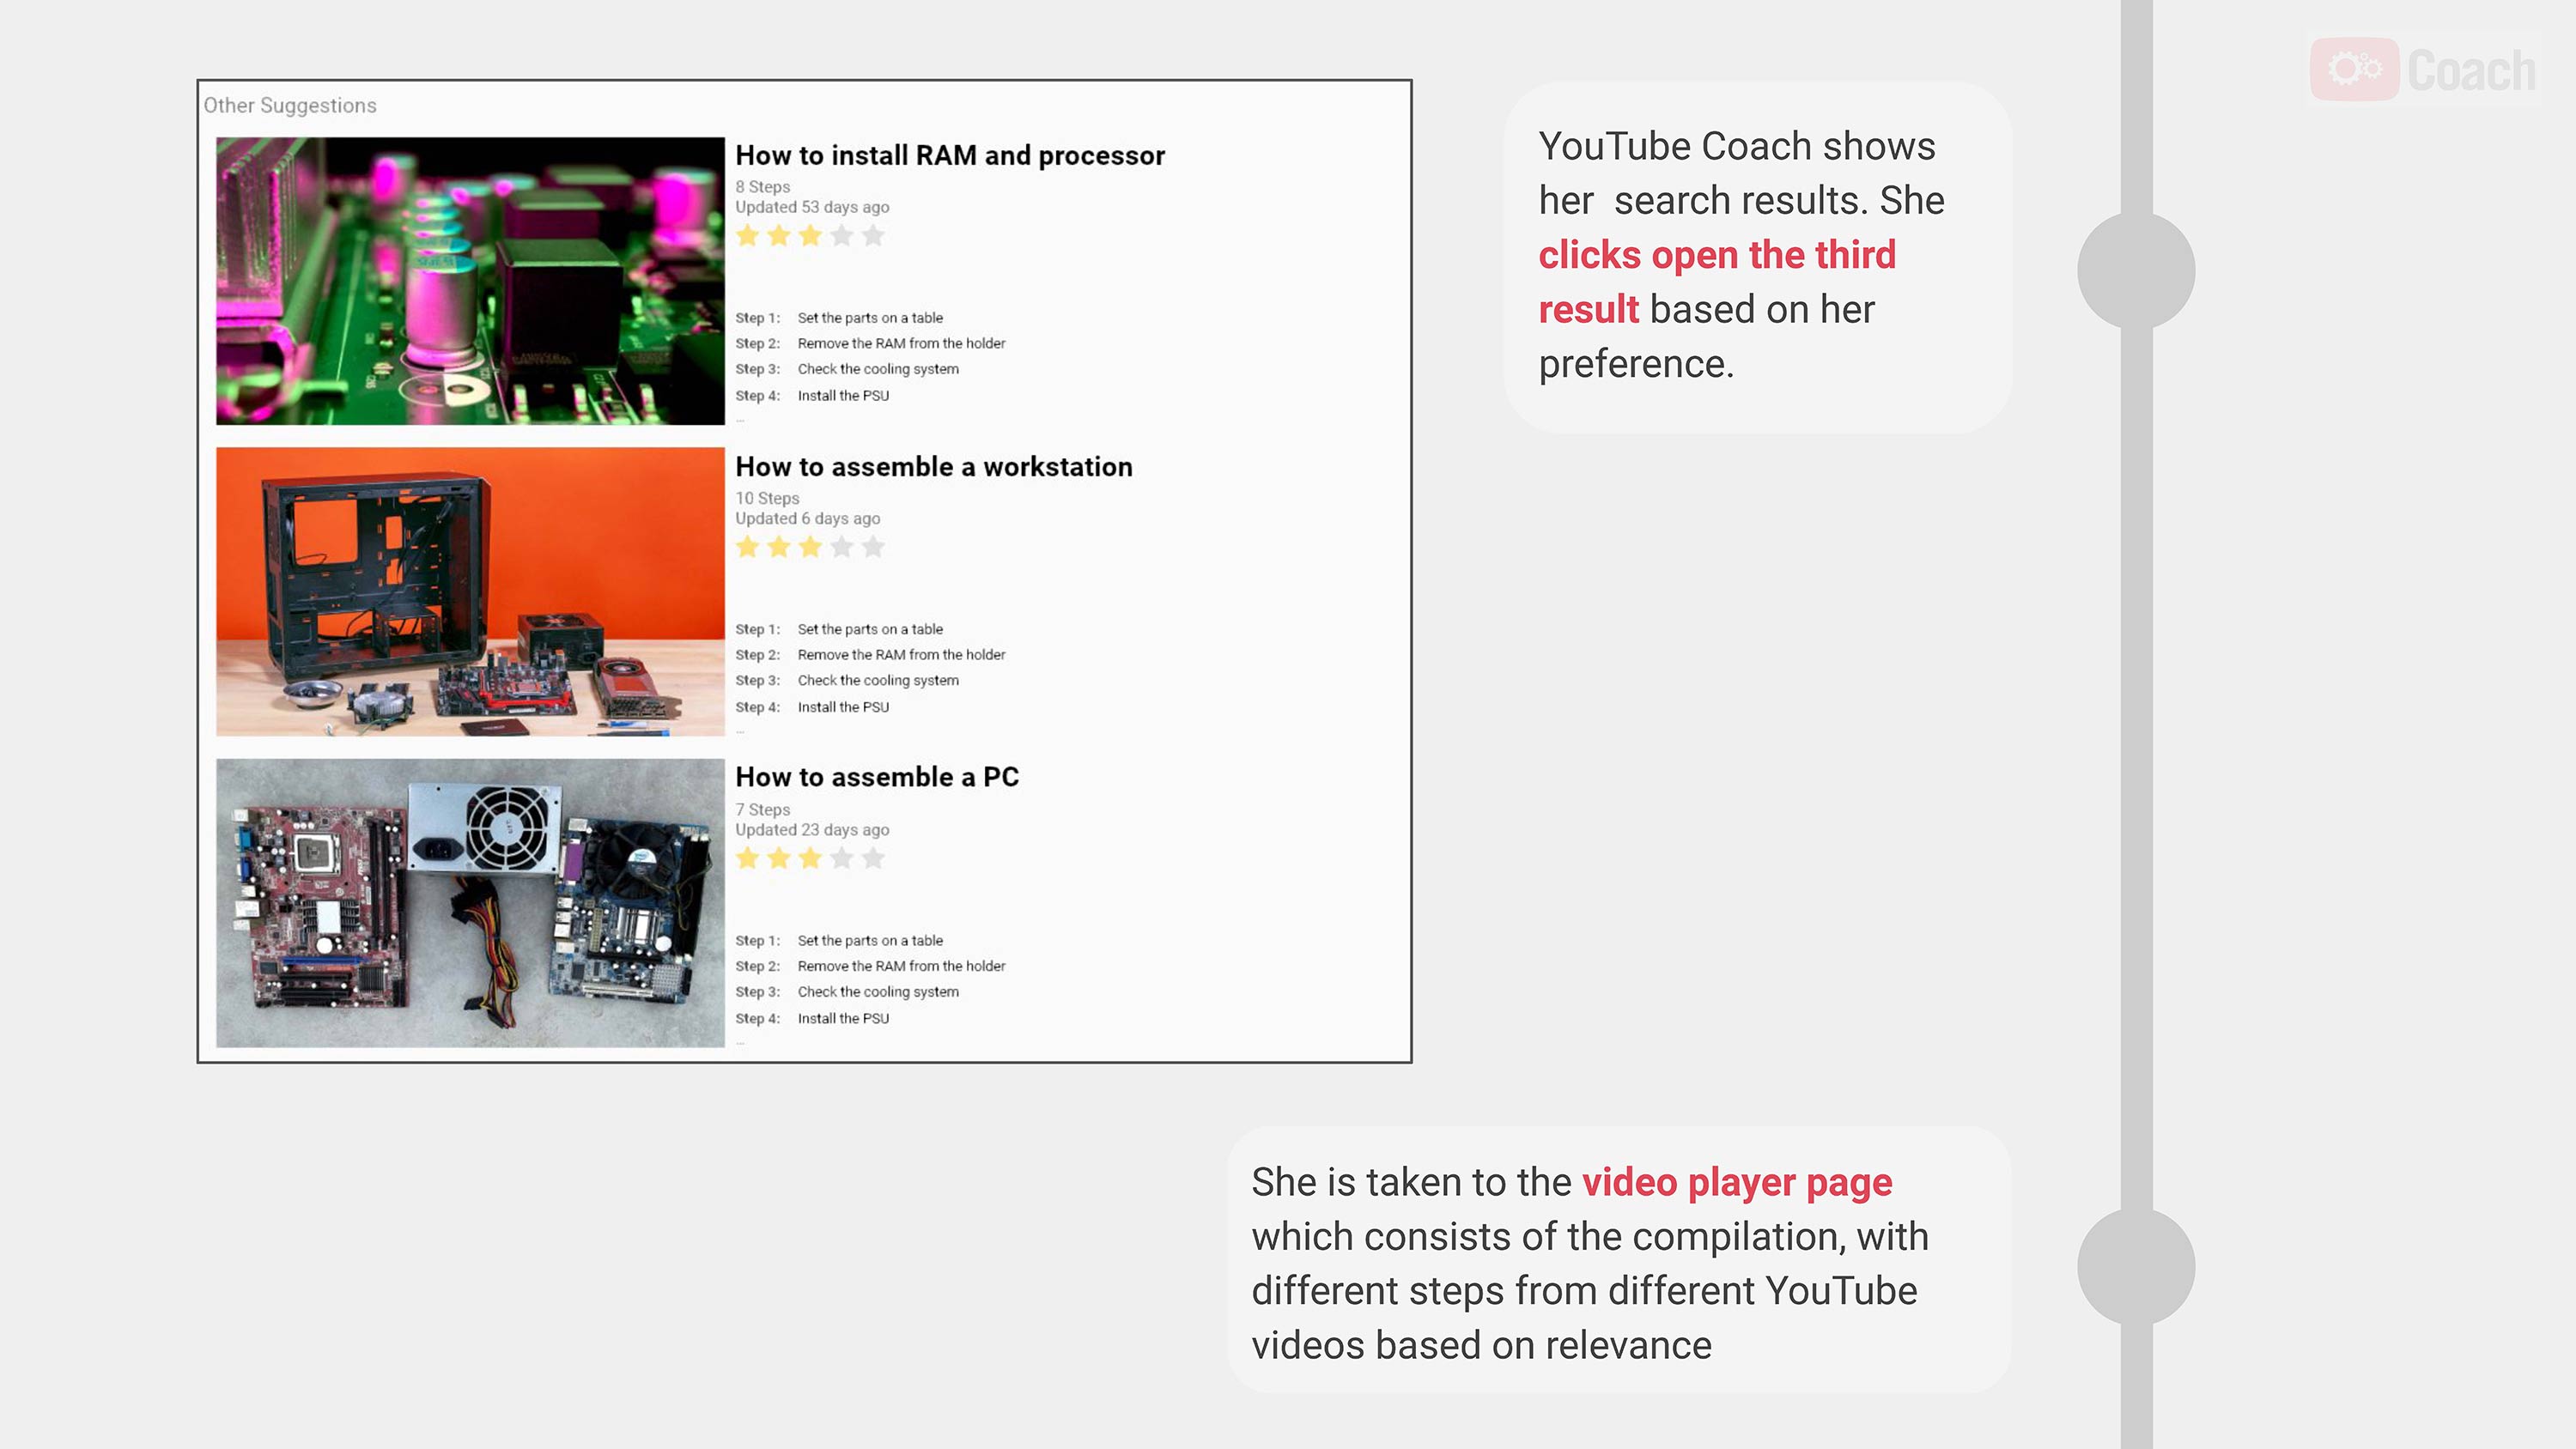 Coach
Other Suggestions
How to install RAM and processor
8 Steps
Updated 53 days ago
Step 1: Set the parts on a table
Step 2: Remove the RAM from the holder
Step 3: Check the cooling system
Step 4: Install the PSU
...
How to assemble a workstation
10 Steps
Updated 6 days ago
Step 1: Set the parts on a table
Step 2: Remove the RAM from the holder
Step 3: Check the cooling system
Step 4: Install the PSU
...
How to assemble a PC
7 Steps
Updated 23 days ago
Step 1: Set the parts on a table
Step 2: Remove the RAM from the holder
Step 3: Check the cooling system
Step 4: Install the PSU
...
YouTube Coach shows
her search results. She
clicks open the third
result based on her
preference.
She is taken to the video player page
which consists of the compilation, with
different steps from different YouTube
videos based on relevance